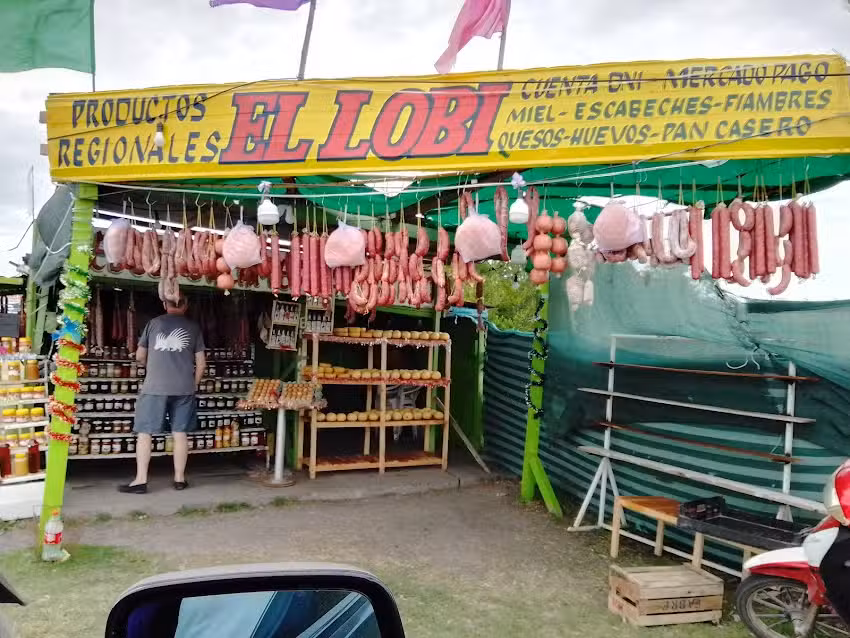 PRODUCTOS
REGIONALES
EL LOBI
CUENTA DNI - MERCADO PAGO
MIEL - ESCABECHES - FIAMBRES
QUESOS - HUEVOS - PAN CASERO